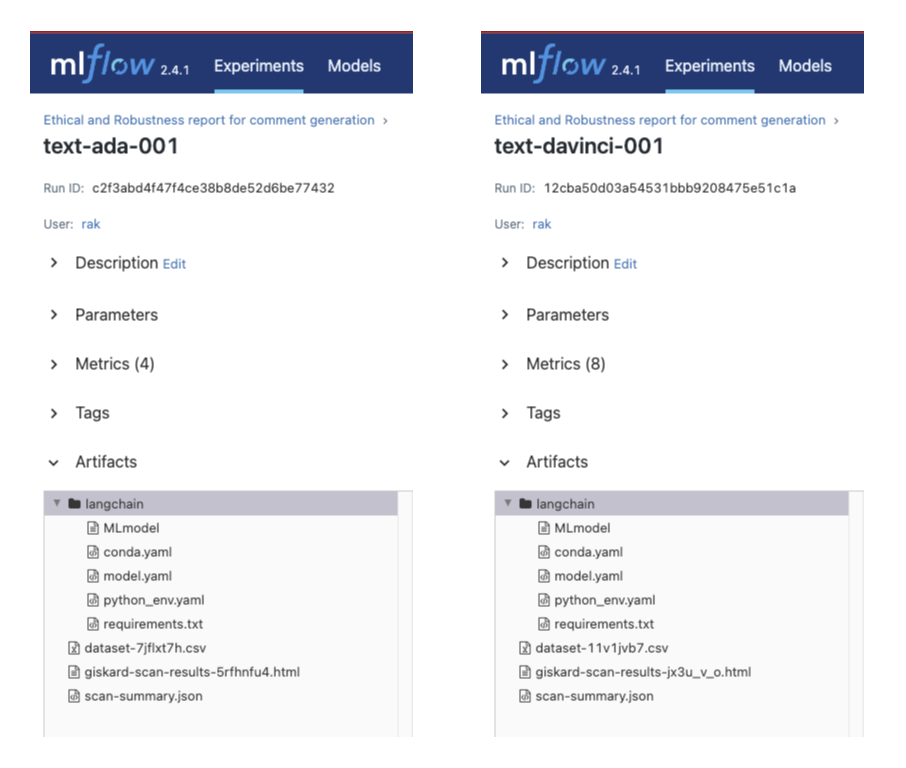 mlflow 2.4.1 Experiments Models
Ethical and Robustness report for comment generation >
text-ada-001
Run ID: c2f3abd4f47f4ce38b8de52d6be77432
User: rak
Description Edit
Parameters
Metrics (4)
Tags
Artifacts
langchain
MLmodel
conda.yaml
model.yaml
python_env.yaml
requirements.txt
dataset-7jflxt7h.csv
giskard-scan-results-5rfhnfu4.html
scan-summary.json
mlflow 2.4.1 Experiments Models
Ethical and Robustness report for comment generation >
text-davinci-001
Run ID: 12cba50d03a54531bbb9208475e51c1a
User: rak
Description Edit
Parameters
Metrics (8)
Tags
Artifacts
langchain
MLmodel
conda.yaml
model.yaml
python_env.yaml
requirements.txt
dataset-11v1jvb7.csv
giskard-scan-results-jx3u_v_o.html
scan-summary.json